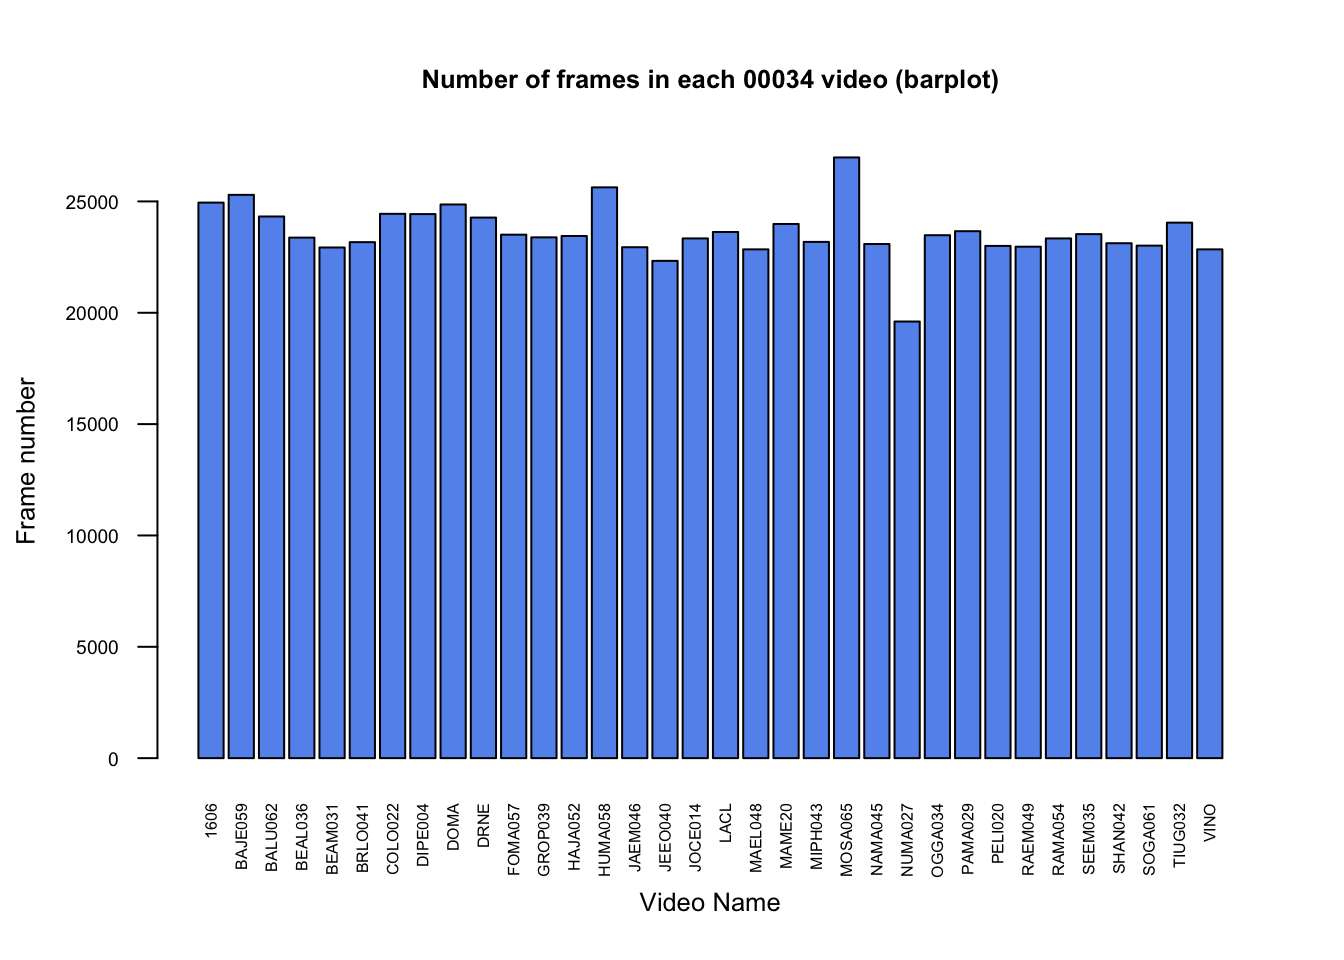 Number of frames in each 00034 video (barplot)
Frame number
25000
20000
15000
10000
5000
0
1606
BAJE059
BALU062
BEAL036
BEAM031
BRLO041
COLO022
DIPE004
DOMA
DRNE
FOMA057
GROP039
HAJA052
HUMA058
JAEM046
JEEO040
JOCE014
LACL
MAEL048
MAME20
MIPH043
MOSA065
NAMA045
NUMA027
OGGA034
PAMA029
PELI020
RAEM049
RAMA054
SEEM035
SHAN042
SOGA061
TIUG032
VINO
Video Name